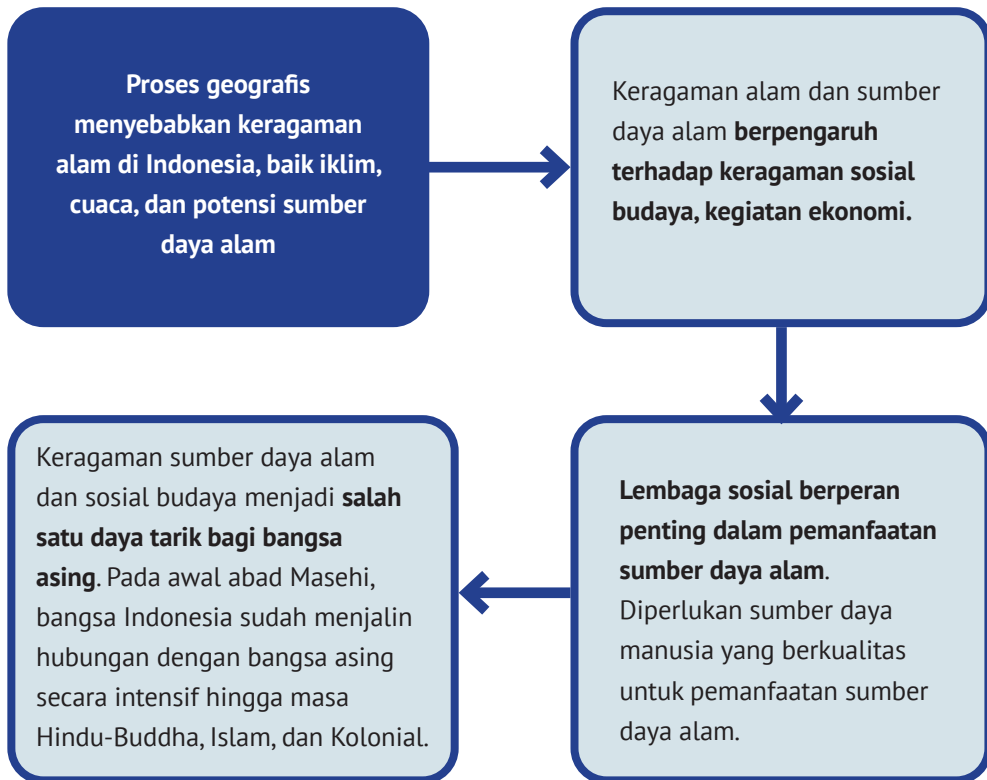 Proses geografis
menyebabkan keragaman
alam di Indonesia, baik iklim,
cuaca, dan potensi sumber
daya alam
Keragaman alam dan sumber
daya alam berpengaruh
terhadap keragaman sosial
budaya, kegiatan ekonomi.
Lembaga sosial berperan
penting dalam pemanfaatan
sumber daya alam.
Diperlukan sumber daya
manusia yang berkualitas
untuk pemanfaatan sumber
daya alam.
Keragaman sumber daya alam
dan sosial budaya menjadi salah
satu daya tarik bagi bangsa
asing. Pada awal abad Masehi,
bangsa Indonesia sudah menjalin
hubungan dengan bangsa asing
secara intensif hingga masa
Hindu-Buddha, Islam, dan Kolonial.